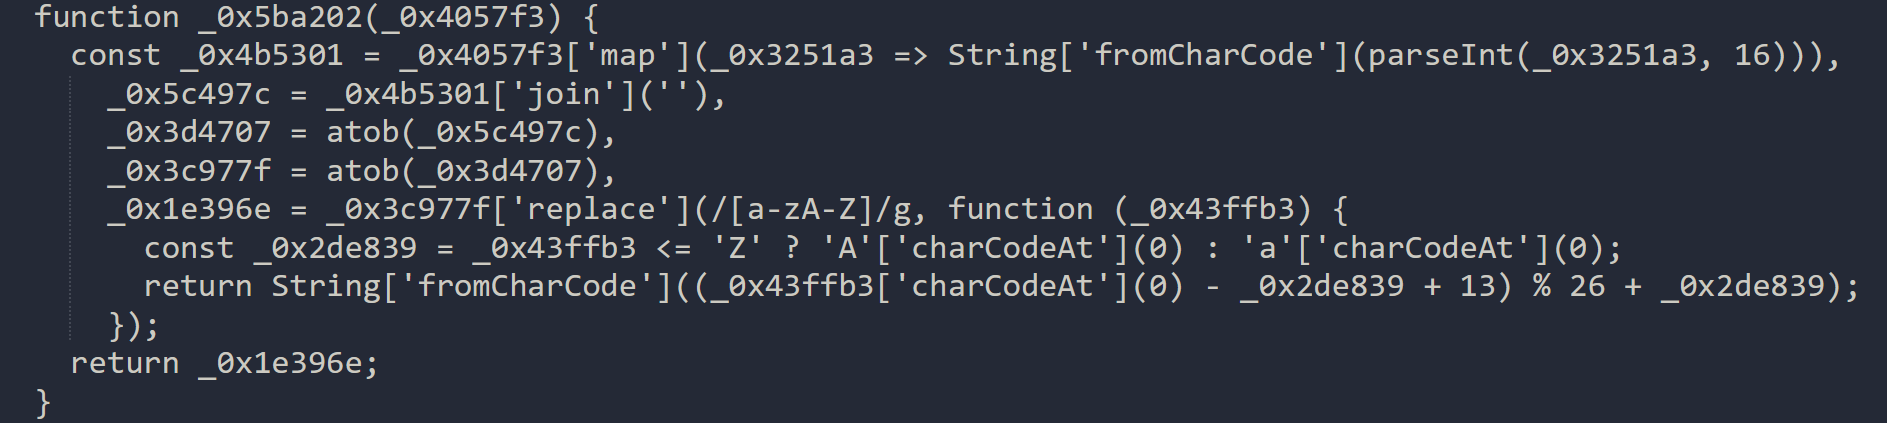 function _0x5ba202(_0x4057f3) {
  const _0x4b5301 = _0x4057f3['map'](_0x3251a3 => String['fromCharCode'](parseInt(_0x3251a3, 16))),
    _0x5c497c = _0x4b5301['join'](''),
    _0x3d4707 = atob(_0x5c497c),
    _0x3c977f = atob(_0x3d4707),
    _0x1e396e = _0x3c977f['replace'](/[a-zA-Z]/g, function (_0x43ffb3) {
      const _0x2de839 = _0x43ffb3 <= 'Z' ? 'A'['charCodeAt'](0) : 'a'['charCodeAt'](0);
      return String['fromCharCode']((_0x43ffb3['charCodeAt'](0) - _0x2de839 + 13) % 26 + _0x2de839);
    });
  return _0x1e396e;
}